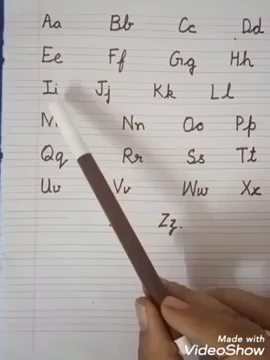 Aa Bb Cc Dd
Ee Ff Gg Hh
Ii Jj Kk Ll
Nn Oo Pp
Qq Rr Ss Tt
Uu Vv Ww Xx
Zz.
Made with
VideoShow